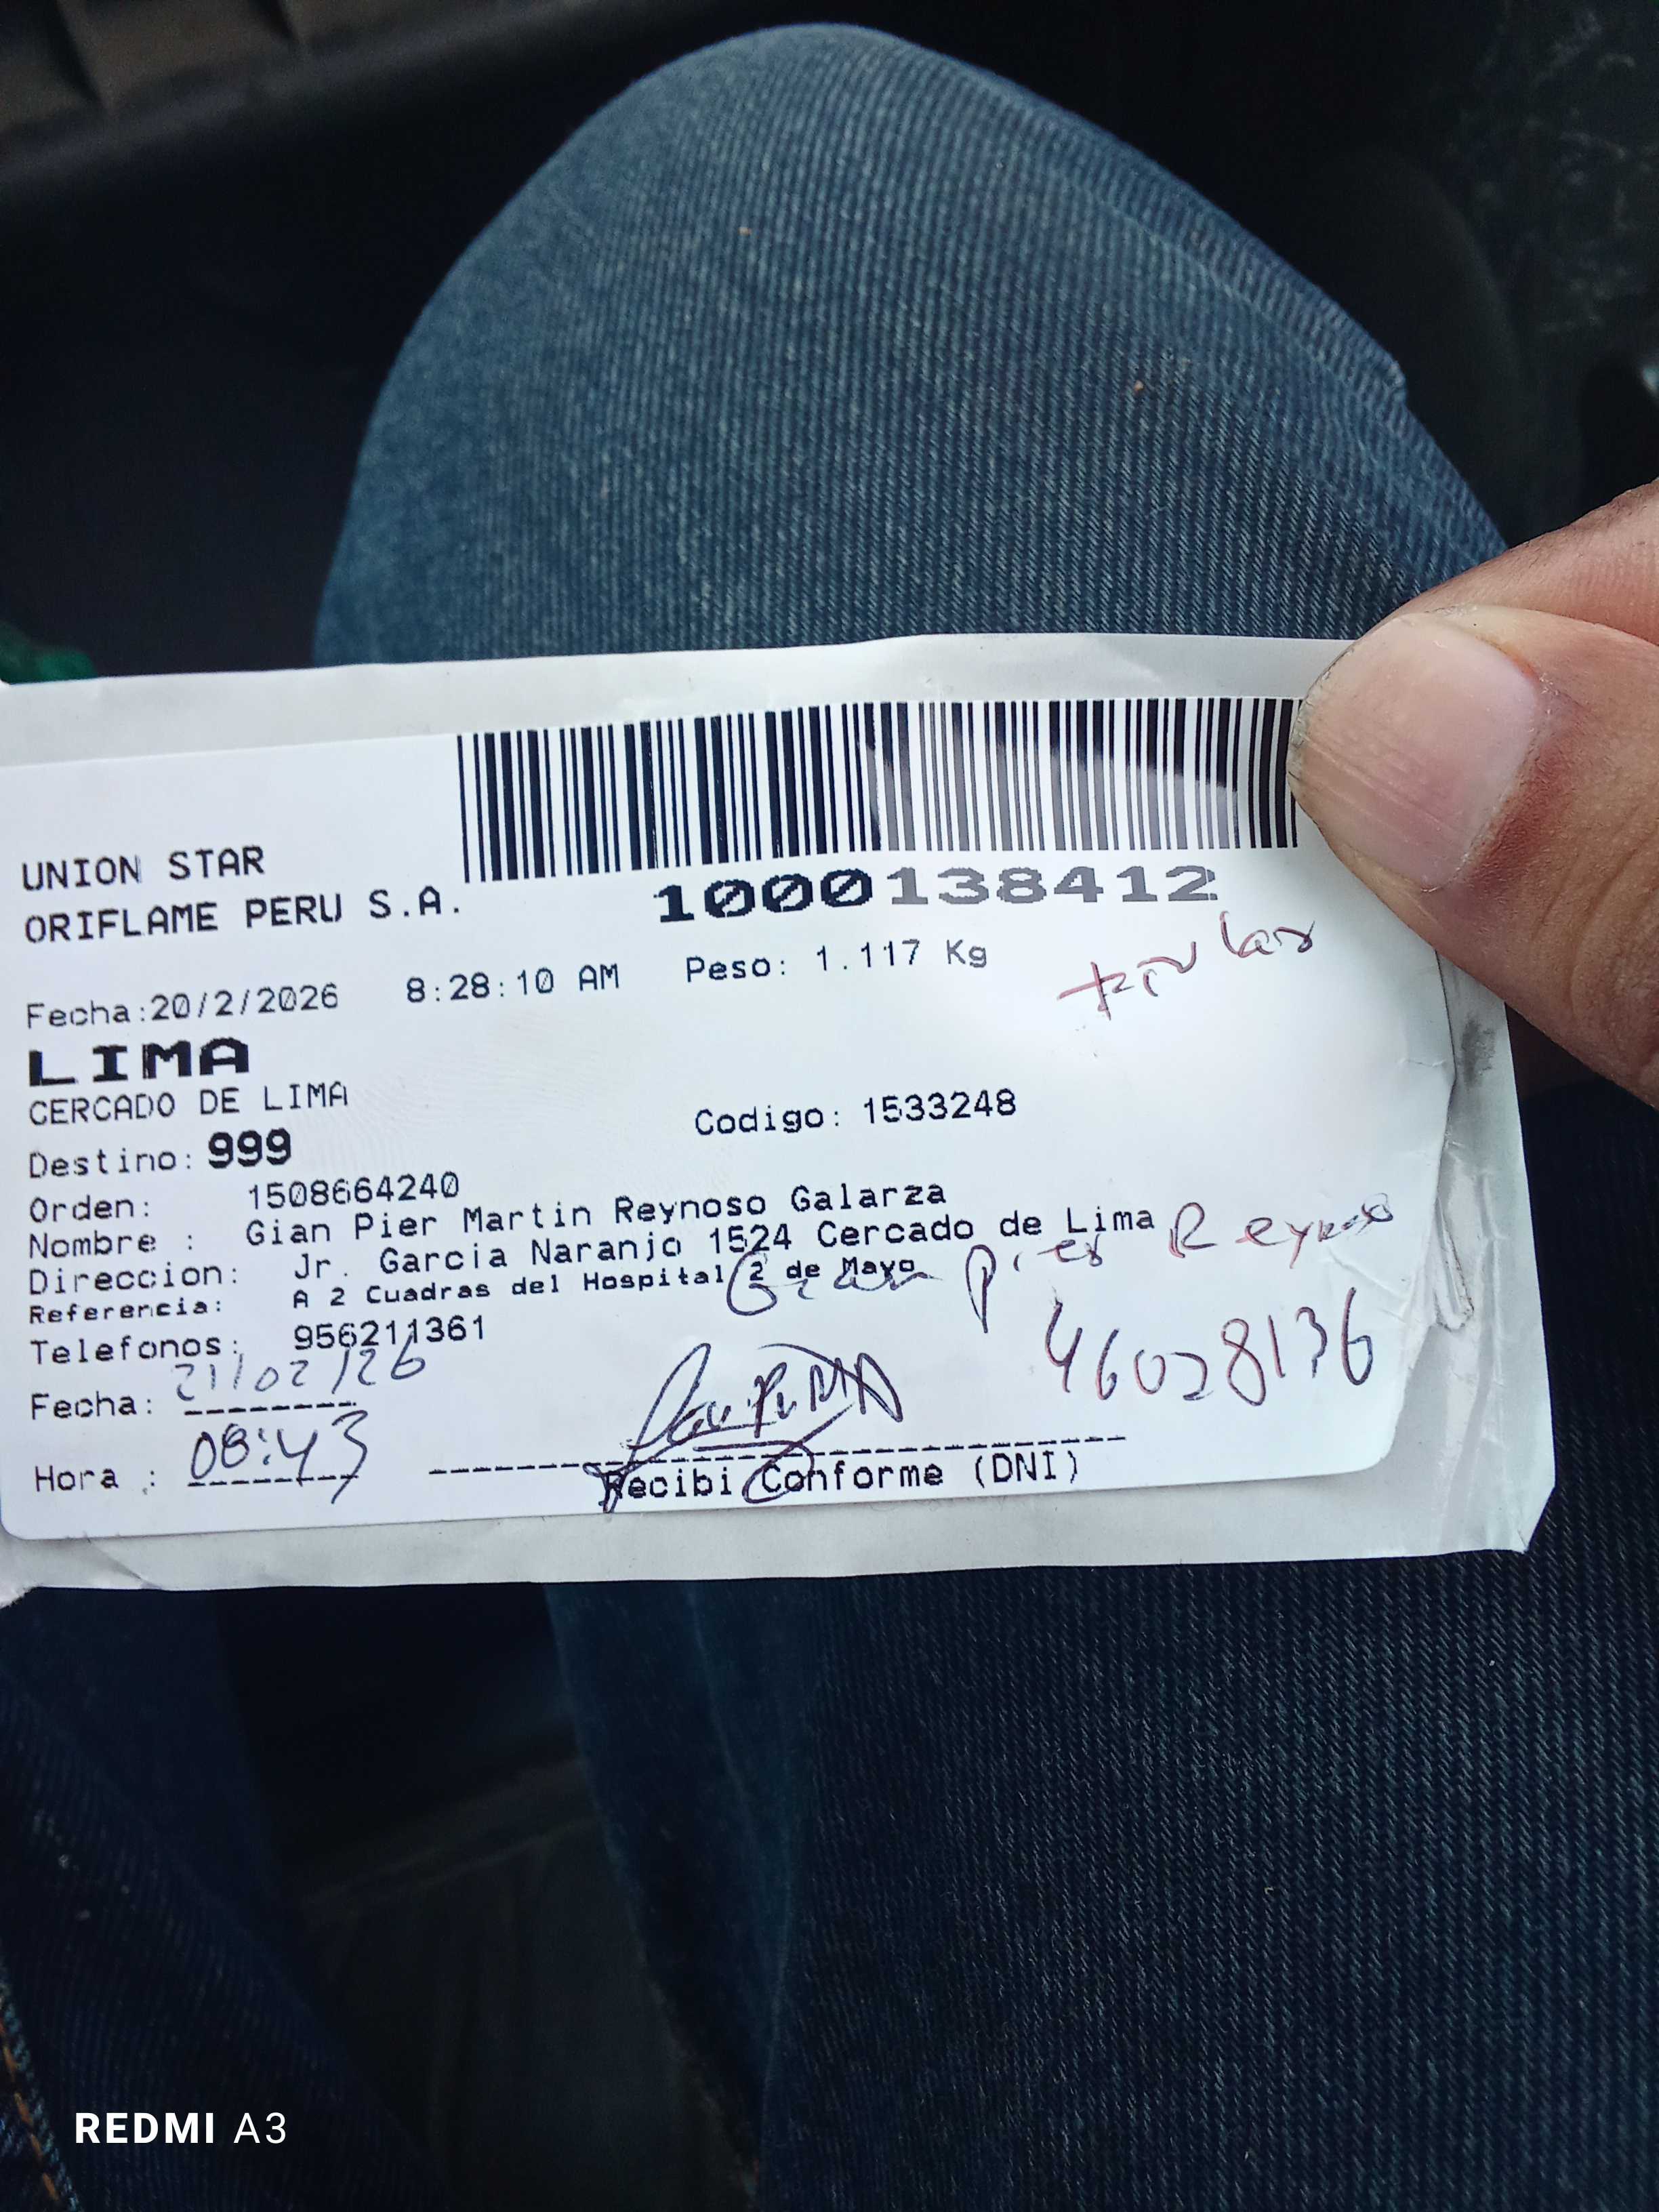 UNION STAR
ORIFLAME PERU S.A.
1000138412
Fecha:20/2/2026 8:28:10 AM Peso: 1.117 Kg
titular
LIMA
CERCADO DE LIMA
Codigo: 1533248
Destino: 999
Orden: 1508664240
Nombre : Gian Pier Martin Reynoso Galarza
Direccion: Jr. Garcia Naranjo 1524 Cercado de Lima
Referencia: A 2 Cuadras del Hospital 2 de Mayo
Gian Pier Reynoso
Telefonos: 956211361
46028136
Fecha: 21/02/26
Hora : 08:43
Recibi Conforme (DNI)
REDMI A3